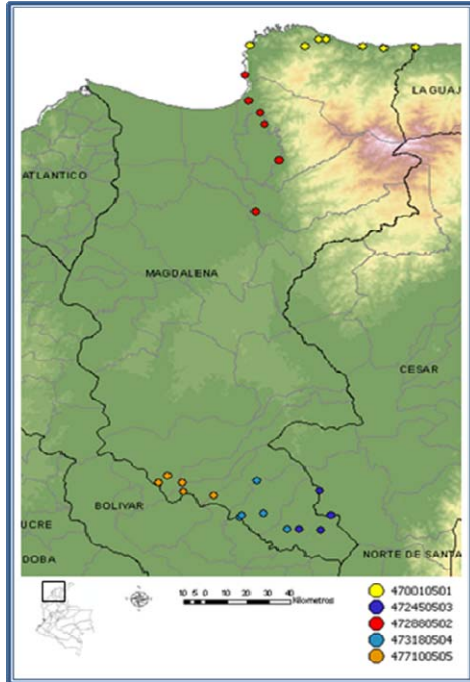 LA GUAJ
ATLANTICO
MAGDALENA
CESAR
BOLIVAR
UCRE
DOBA
NORTE DE SANTA
10 5 0 10 20 30 40
Kilometros
470010501
472450503
472880502
473180504
477100505